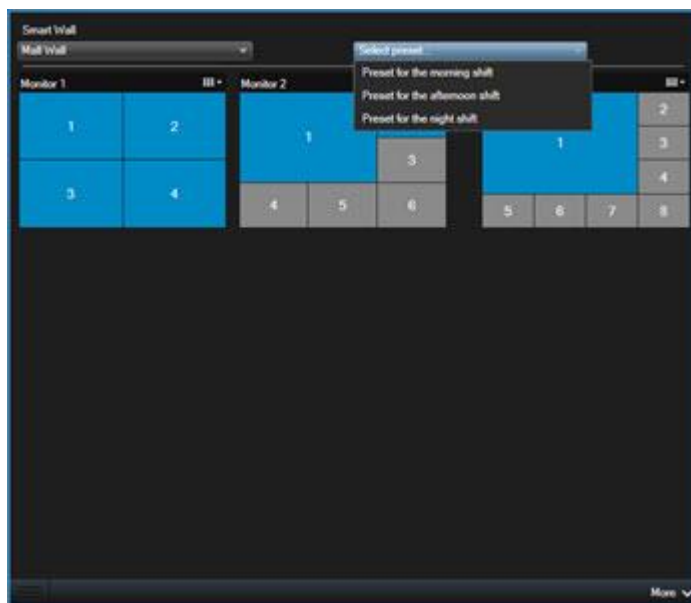 Smart Wall
Mall Wall
Select preset...
Preset for the morning shift
Preset for the afternoon shift
Preset for the night shift
Monitor 1
Monitor 2
1 2
3 4
1
3
4 5 6
1
2
3
4
5 6 7 8
More